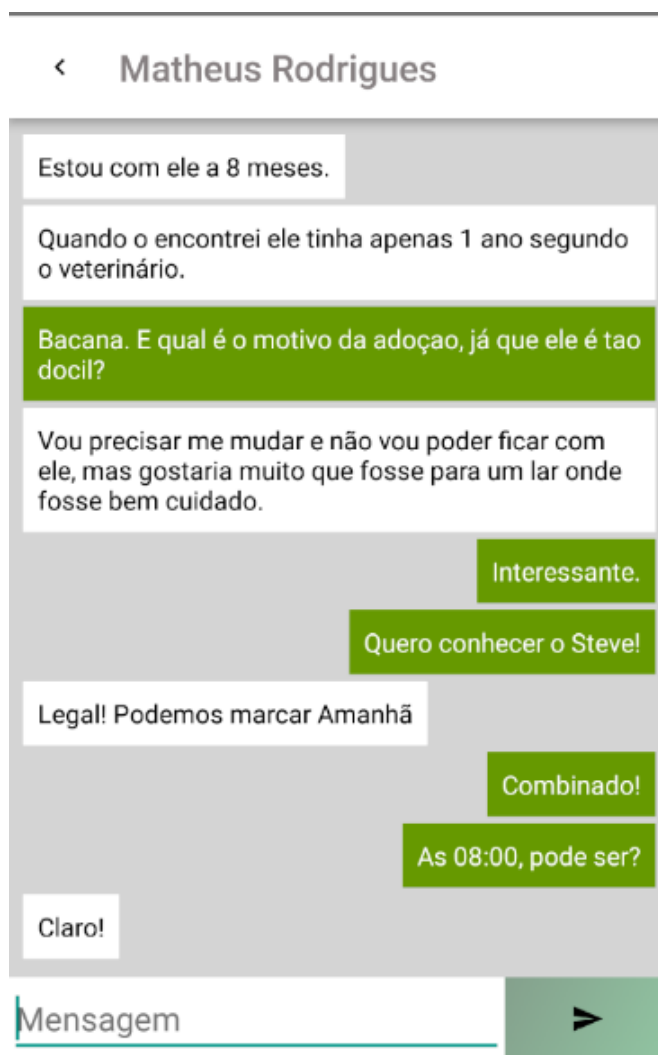 Matheus Rodrigues
Estou com ele a 8 meses.
Quando o encontrei ele tinha apenas 1 ano segundo
o veterinário.
Bacana. E qual é o motivo da adoçao, já que ele é tao
docil?
Vou precisar me mudar e não vou poder ficar com
ele, mas gostaria muito que fosse para um lar onde
fosse bem cuidado.
Interessante.
Quero conhecer o Steve!
Legal! Podemos marcar Amanhã
Combinado!
As 08:00, pode ser?
Claro!
Mensagem